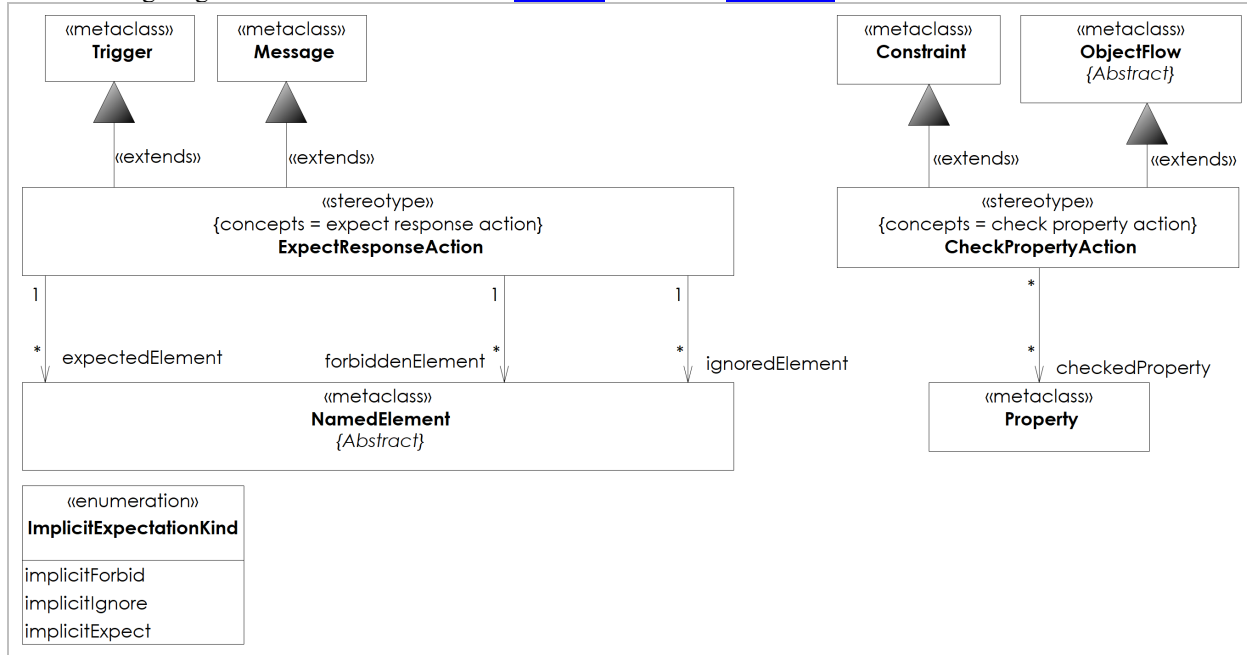 «metaclass»
Trigger
«metaclass»
Message
«metaclass»
Constraint
«metaclass»
ObjectFlow
{Abstract}
«extends»
«extends»
«extends»
«extends»
«stereotype»
{concepts = expect response action}
ExpectResponseAction
«stereotype»
{concepts = check property action}
CheckPropertyAction
1
1
1
*
*
expectedElement
forbiddenElement
*
*
ignoredElement
*
checkedProperty
«metaclass»
NamedElement
{Abstract}
«metaclass»
Property
«enumeration»
ImplicitExpectationKind
implicitForbid
implicitIgnore
implicitExpect